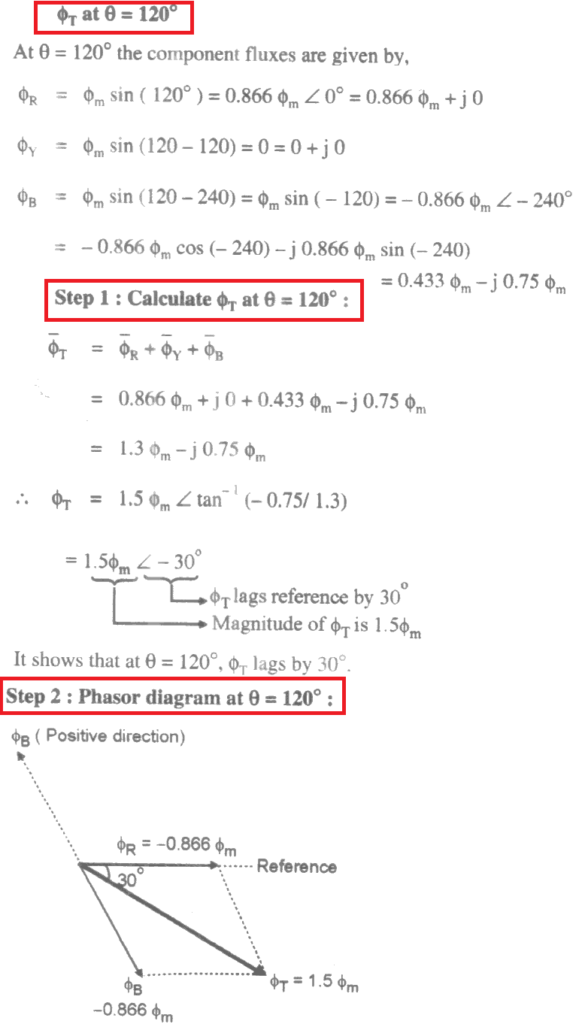 ϕT at θ = 120°
At θ = 120° the component fluxes are given by,
ϕR = ϕm sin ( 120° ) = 0.866 ϕm ∠ 0° = 0.866 ϕm + j 0
ϕY = ϕm sin (120 – 120) = 0 = 0 + j 0
ϕB = ϕm sin (120 – 240) = ϕm sin ( – 120) = – 0.866 ϕm ∠ – 240°
= – 0.866 ϕm cos (– 240) – j 0.866 ϕm sin (– 240)
= 0.433 ϕm – j 0.75 ϕm
Step 1 : Calculate ϕT at θ = 120° :
ϕ̄T = ϕ̄R + ϕ̄Y + ϕ̄B
= 0.866 ϕm + j 0 + 0.433 ϕm – j 0.75 ϕm
= 1.3 ϕm – j 0.75 ϕm
∴ ϕT = 1.5 ϕm ∠ tan⁻¹ (– 0.75/ 1.3)
= 1.5ϕm ∠ – 30°
ϕT lags reference by 30°
Magnitude of ϕT is 1.5ϕm
It shows that at θ = 120°, ϕT lags by 30°.
Step 2 : Phasor diagram at θ = 120° :
ϕB ( Positive direction)
ϕR = –0.866 ϕm
Reference
30°
ϕB
ϕT = 1.5 ϕm
–0.866 ϕm